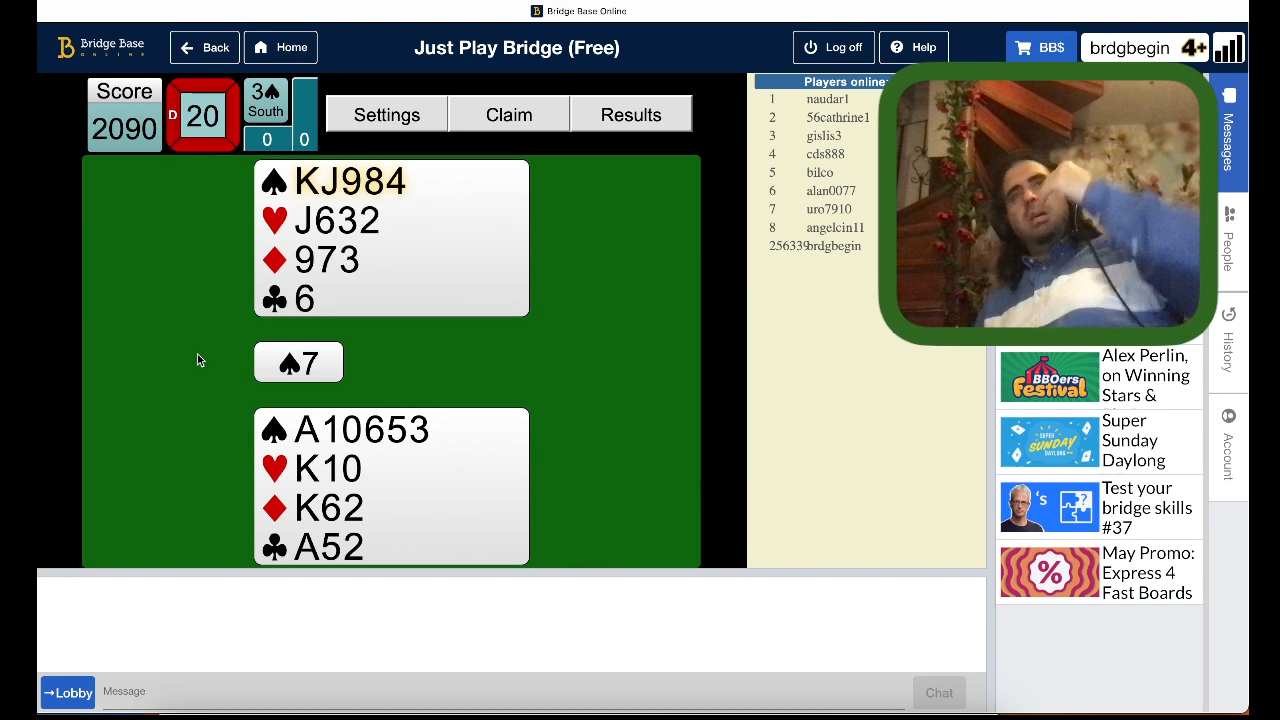 Bridge Base Online
Bridge Base
ONLINE
Back
Home
Just Play Bridge (Free)
Log off
Help
BB$
brdgbegin 4+
Score
2090
D 20
3♠
South
0 0
Settings
Claim
Results
Players online:
1 naudar1
2 56cathrine1
3 gislis3
4 cds888
5 bilco
6 alan0077
7 uro7910
8 angelcin11
256339 brdgbegin
♠ KJ984
♥ J632
♦ 973
♣ 6
♠7
♠ A10653
♥ K10
♦ K62
♣ A52
Messages
People
History
Account
BBOers
Festival
Alex Perlin,
on Winning
Stars &
SUPER
SUNDAY
DAYLONG
Super
Sunday
Daylong
's ?
Test your
bridge skills
#37
%
May Promo:
Express 4
Fast Boards
→Lobby
Message
Chat